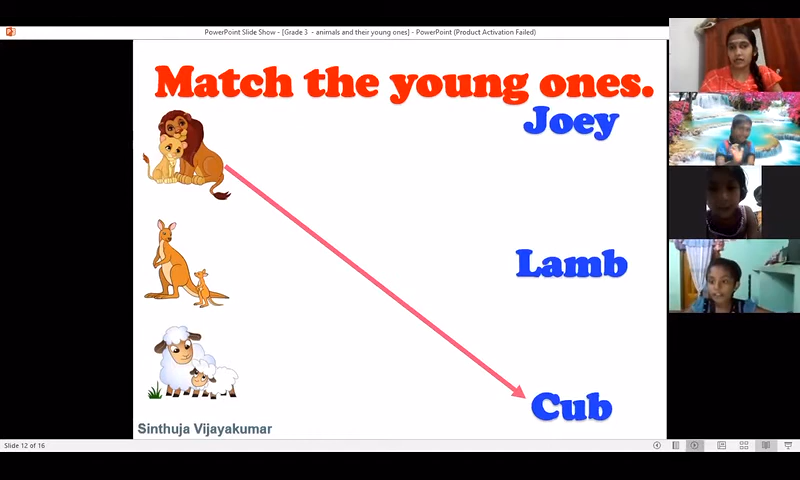 PowerPoint Slide Show - [Grade 3 - animals and their young ones] - PowerPoint (Product Activation Failed)
Match the young ones.
Joey
Lamb
Cub
Sinthuja Vijayakumar
Slide 12 of 16